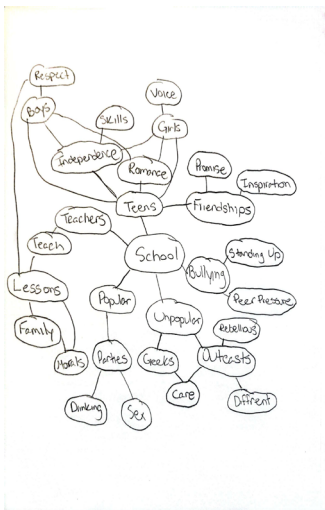 Respect
Boys
Voice
Skills
Girls
Independence
Romance
Promise
Inspiration
Teens
Friendships
Teachers
Teach
School
Standing Up
Bullying
Lessons
Popular
Peer Pressure
Unpopular
Rebellous
Family
Morals
Parties
Geeks
Outcasts
Care
Diffrent
Drinking
Sex